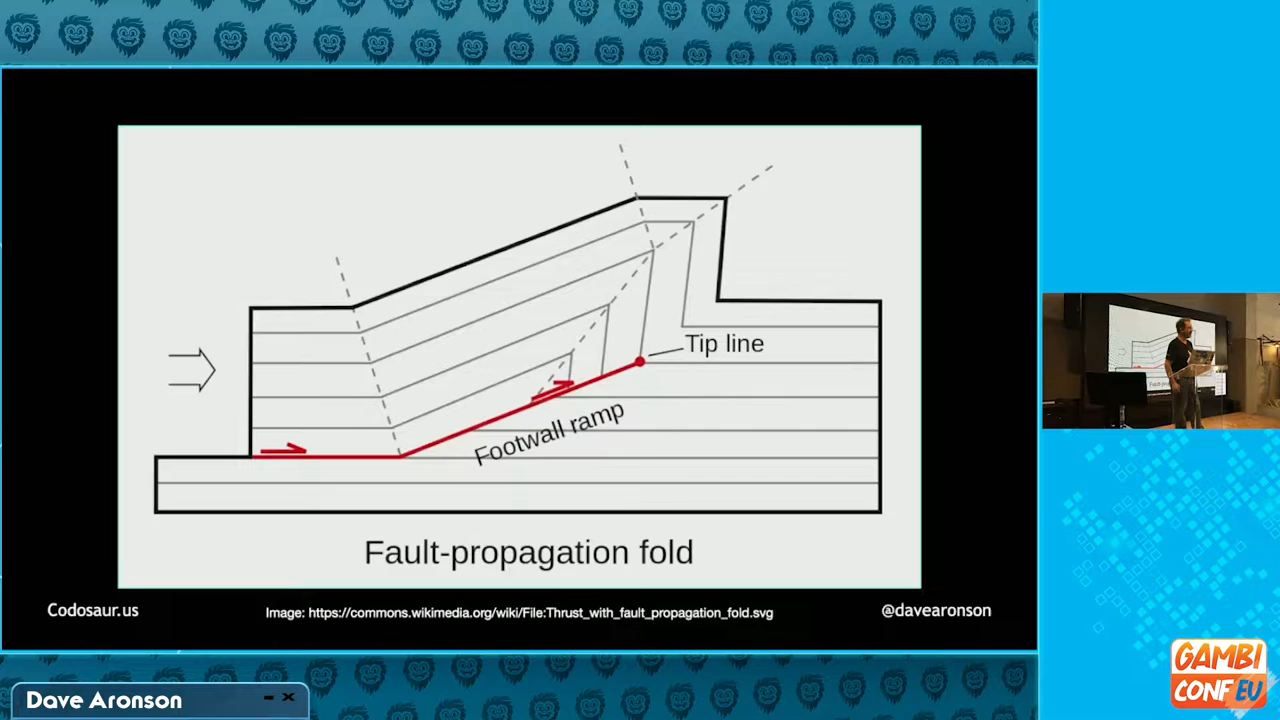 Tip line
Footwall ramp
Fault-propagation fold
Codosaur.us
Image: https://commons.wikimedia.org/wiki/File:Thrust_with_fault_propagation_fold.svg
@davearonson
Dave Aronson
GAMBI
CONF EU